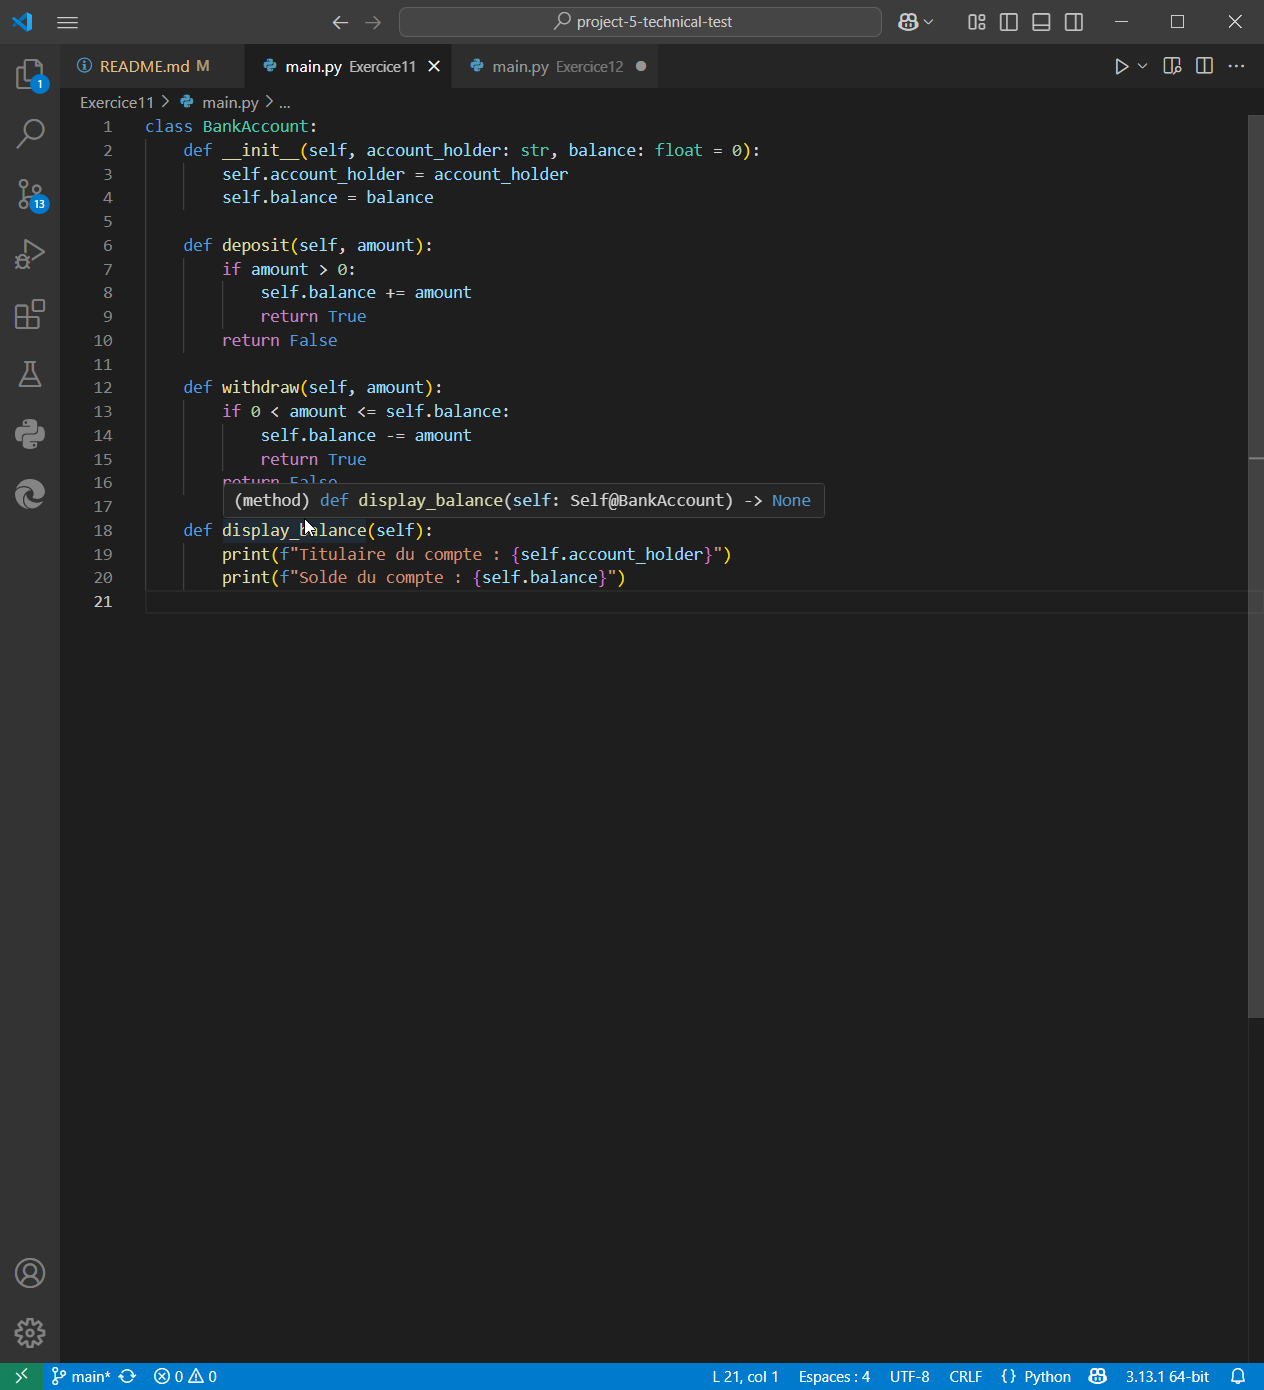 project-5-technical-test
README.md M
main.py Exercice11
main.py Exercice12
Exercice11 > main.py > ...
1 class BankAccount:
2 def __init__(self, account_holder: str, balance: float = 0):
3 self.account_holder = account_holder
4 self.balance = balance
5
6 def deposit(self, amount):
7 if amount > 0:
8 self.balance += amount
9 return True
10 return False
11
12 def withdraw(self, amount):
13 if 0 < amount <= self.balance:
14 self.balance -= amount
15 return True
16 return False
(method) def display_balance(self: Self@BankAccount) -> None
17
18 def display_balance(self):
19 print(f"Titulaire du compte : {self.account_holder}")
20 print(f"Solde du compte : {self.balance}")
21
1
13
main* 0 0 L 21, col 1 Espaces : 4 UTF-8 CRLF {} Python 3.13.1 64-bit